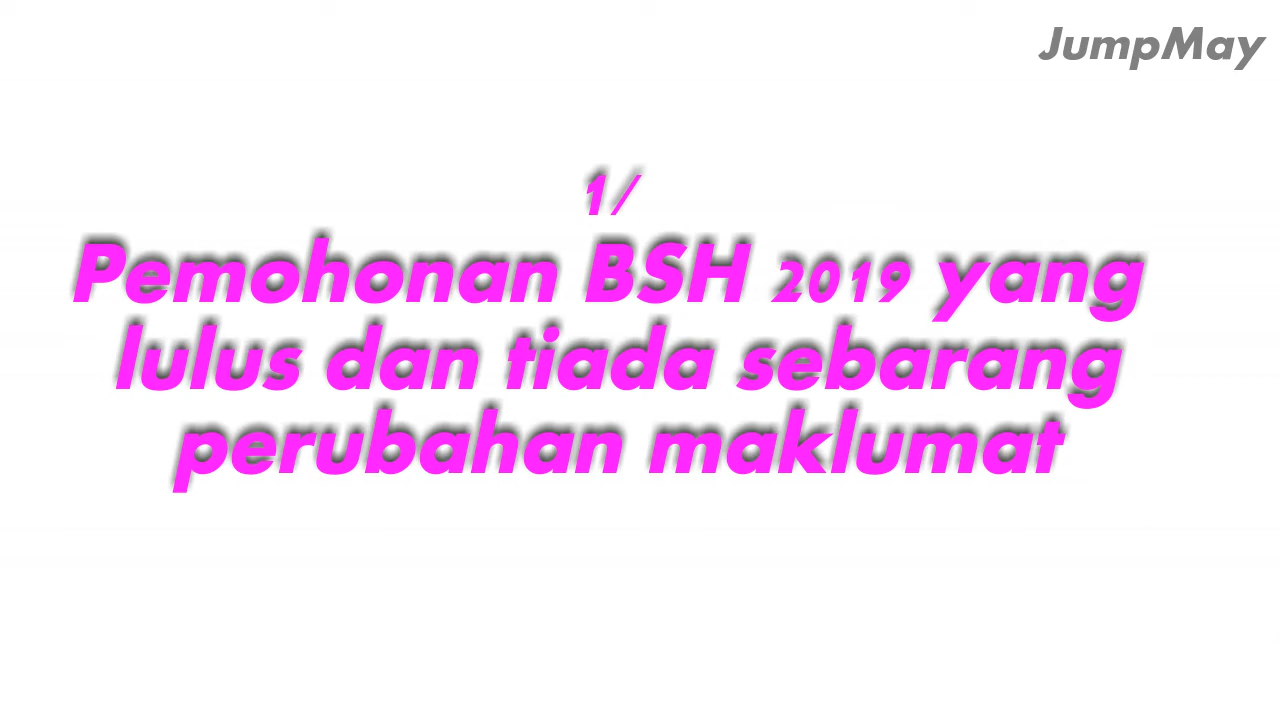 JumpMay
1/
Pemohonan BSH 2019 yang
lulus dan tiada sebarang
perubahan maklumat